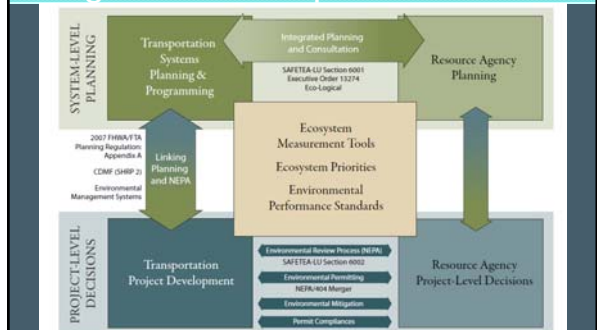 SYSTEM-LEVEL
PLANNING
Transportation
Systems
Planning &
Programming
Integrated Planning
and Consultation
SAFETEA-LU Section 6001
Executive Order 13274
Eco-Logical
Resource Agency
Planning
2007 FHWA/FTA
Planning Regulation:
Appendix A
CDMF (SHRP 2)
Environmental
Management Systems
Linking
Planning
and NEPA
Ecosystem
Measurement Tools
Ecosystem Priorities
Environmental
Performance Standards
PROJECT-LEVEL
DECISIONS
Transportation
Project Development
Environmental Review Process (NEPA)
SAFETEA-LU Section 6002
Environmental Permitting
NEPA/404 Merger
Environmental Mitigation
Permit Compliances
Resource Agency
Project-Level Decisions